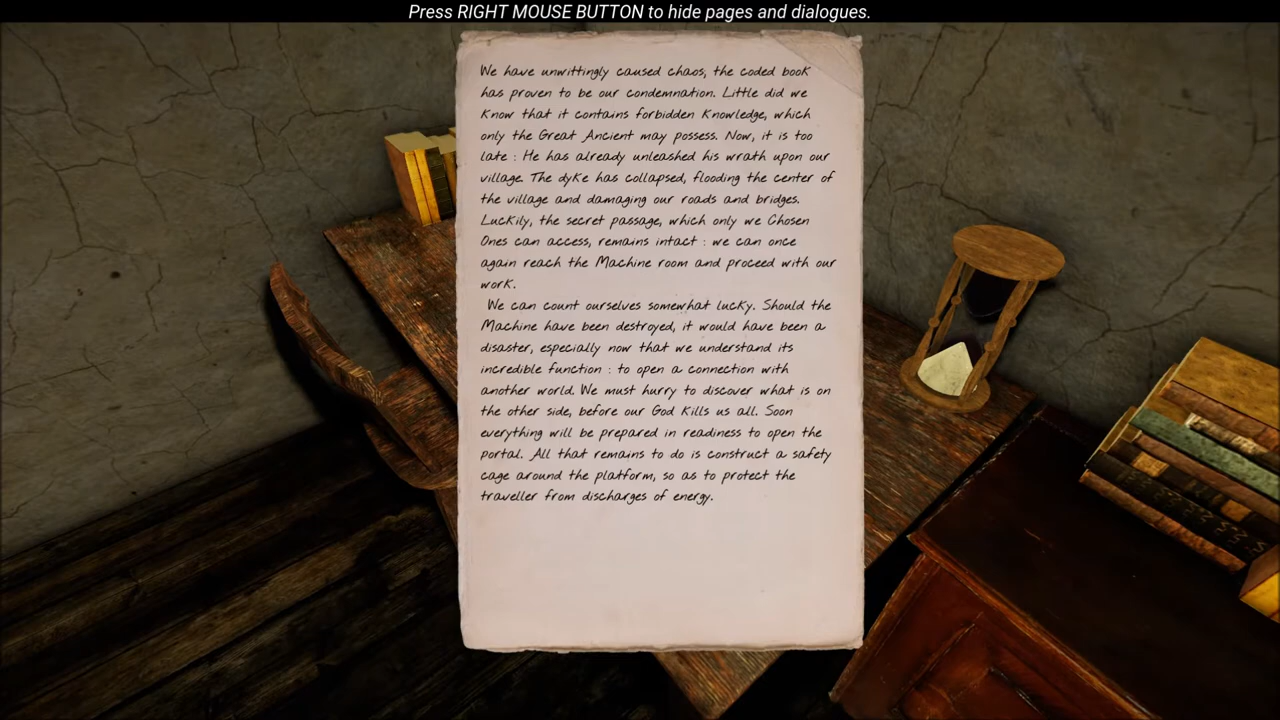 Press RIGHT MOUSE BUTTON to hide pages and dialogues.
We have unwittingly caused chaos, the coded book
has proven to be our condemnation. Little did we
know that it contains forbidden knowledge, which
only the Great Ancient may possess. Now, it is too
late : He has already unleashed his wrath upon our
village. The dyke has collapsed, flooding the center of
the village and damaging our roads and bridges.
Luckily, the secret passage, which only we Chosen
Ones can access, remains intact : we can once
again reach the Machine room and proceed with our
work.
We can count ourselves somewhat lucky. Should the
Machine have been destroyed, it would have been a
disaster, especially now that we understand its
incredible function : to open a connection with
another world. We must hurry to discover what is on
the other side, before our God kills us all. Soon
everything will be prepared in readiness to open the
portal. All that remains to do is construct a safety
cage around the platform, so as to protect the
traveller from discharges of energy.